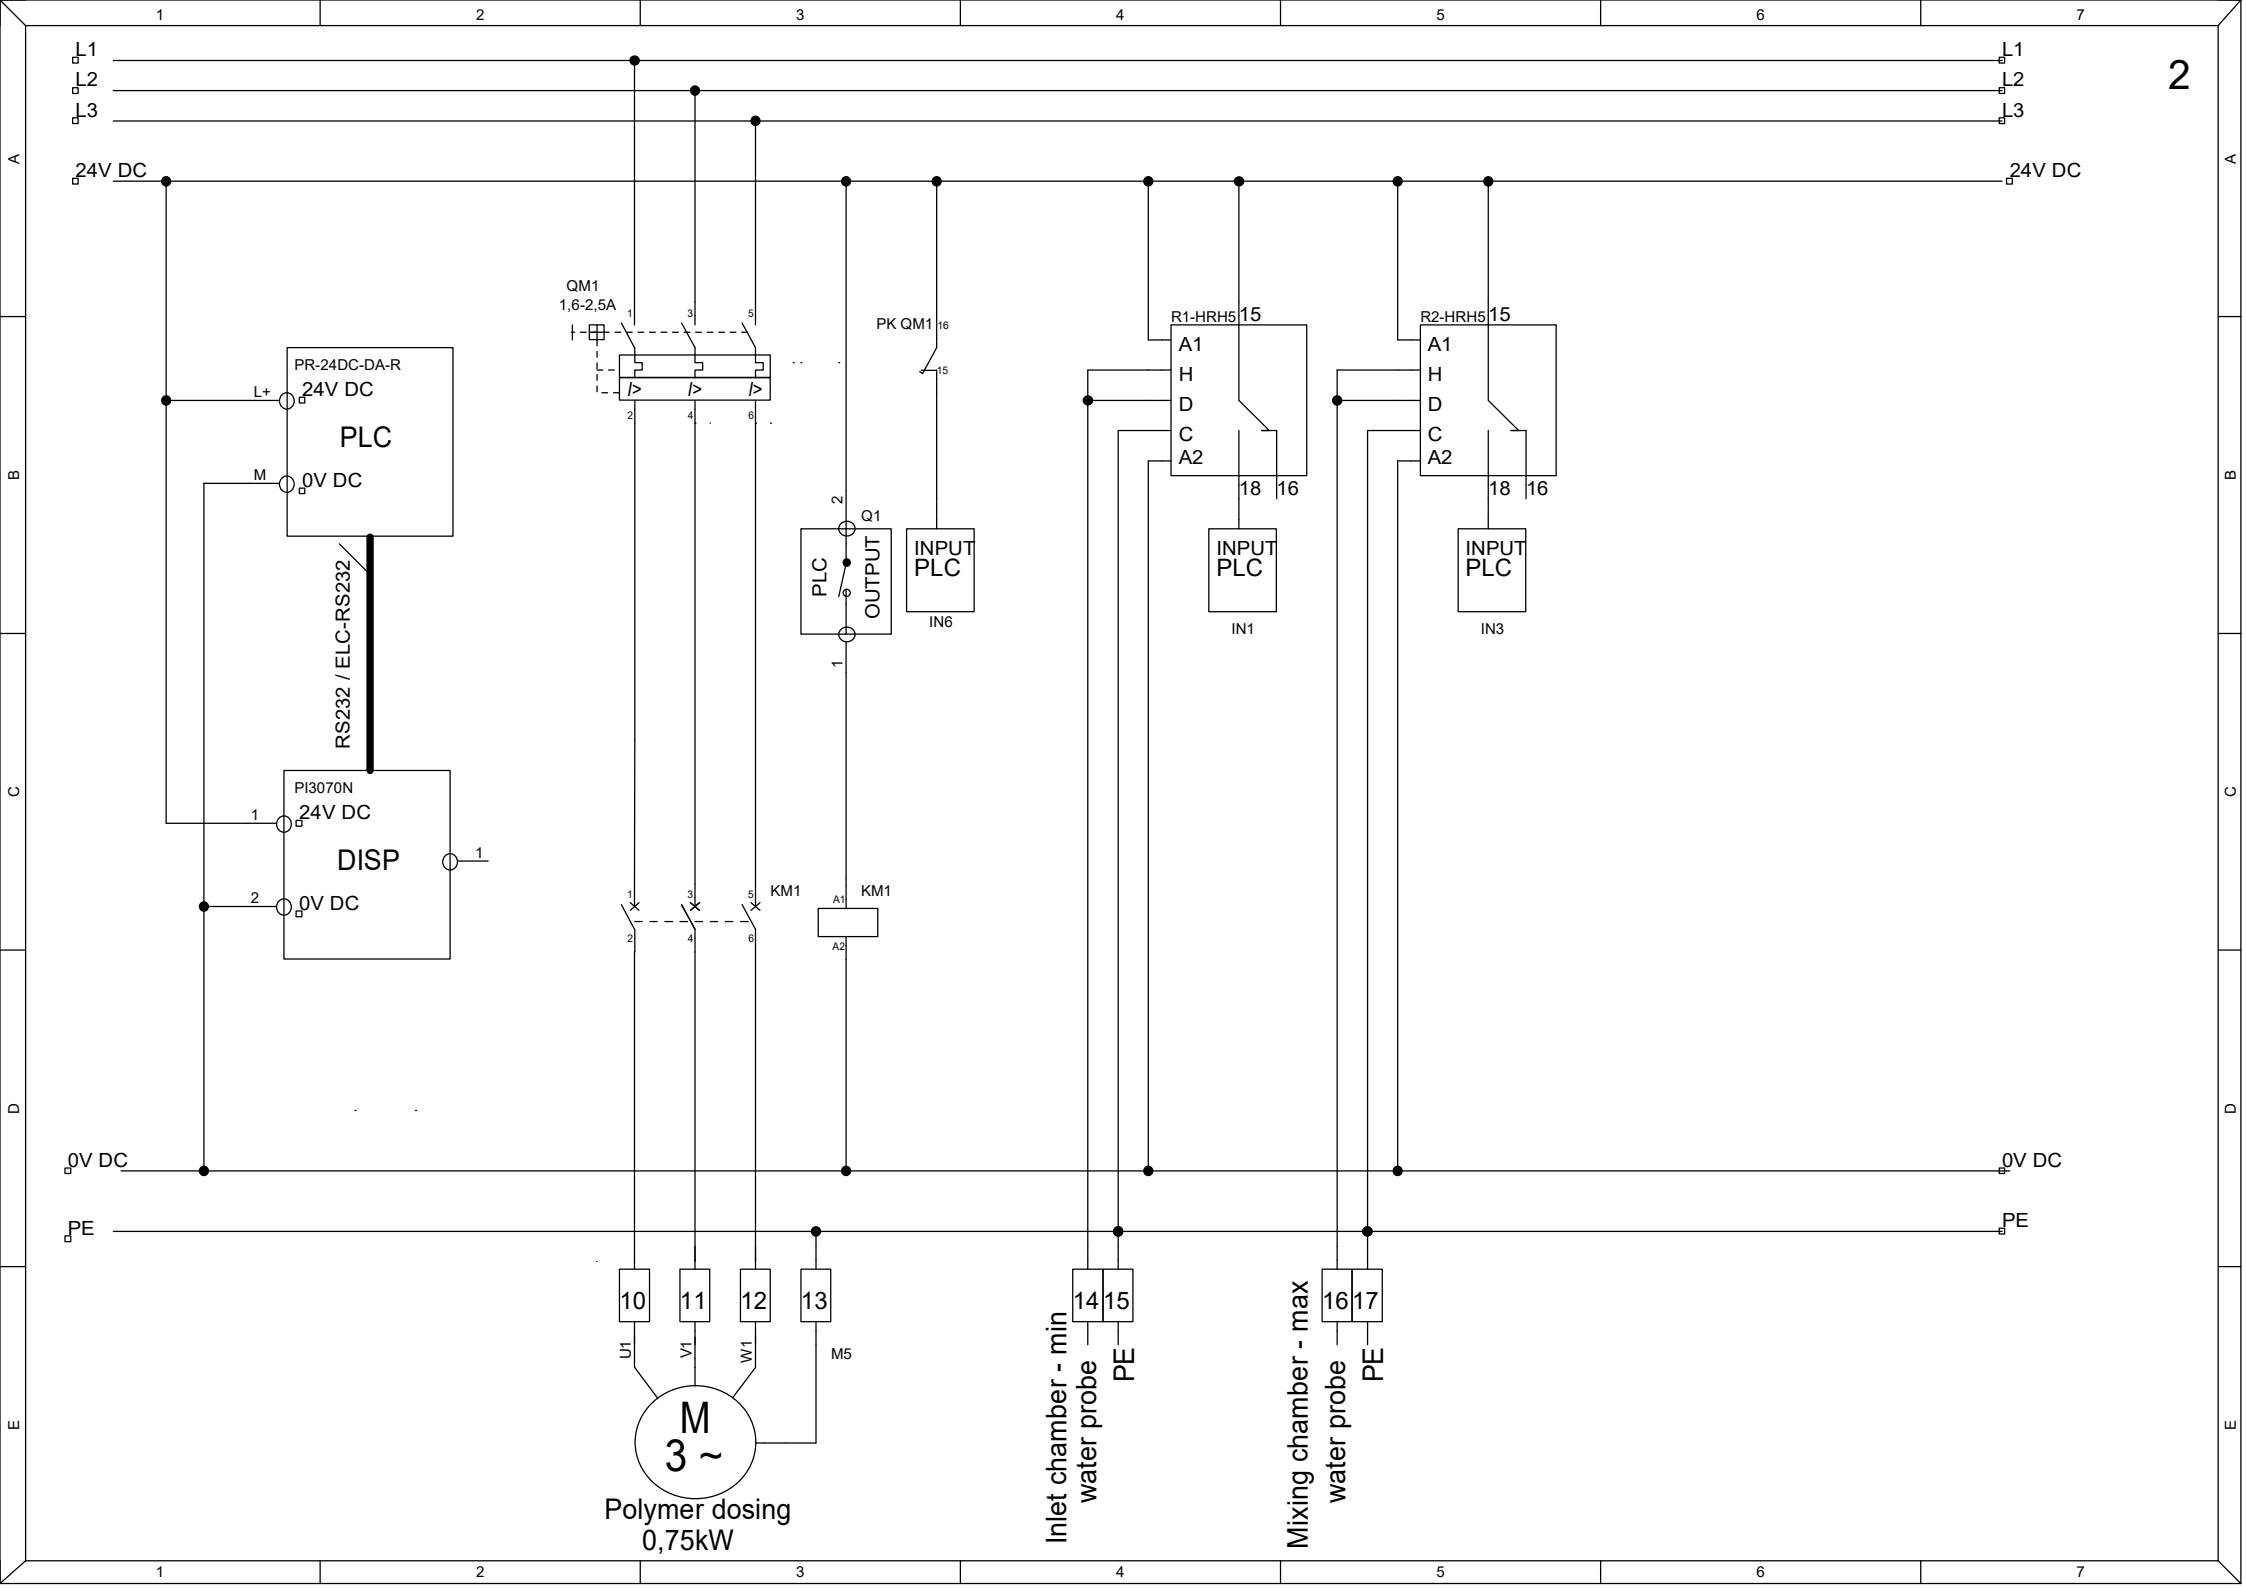 1 2 3 4 5 6 7
L1 L1
L2 L2
2
L3 L3
A A
24V DC 24V DC
QM1
1,6-2,5A
1 3 5
PK QM1 16
15
R1-HRH5 15
R2-HRH5 15
PR-24DC-DA-R
L+ 24V DC
PLC
M 0V DC
I> I> I>
2 4 6
A1
H
D
C
A2
18 16
A1
H
D
C
A2
18 16
B B
2
Q1
PLC
OUTPUT
1
INPUT
PLC
IN6
INPUT
PLC
IN1
INPUT
PLC
IN3
RS232 / ELC-RS232
C C
PI3070N
1 24V DC
DISP
1
2 0V DC
1 3 5 KM1
2 4 6
A1 KM1
A2
D D
0V DC 0V DC
PE PE
10 11 12 13
14 15
16 17
U1 V1 W1 M5
M
3 ~
Polymer dosing
0,75kW
Inlet chamber - min
water probe
PE
Mixing chamber - max
water probe
PE
E E
1 2 3 4 5 6 7